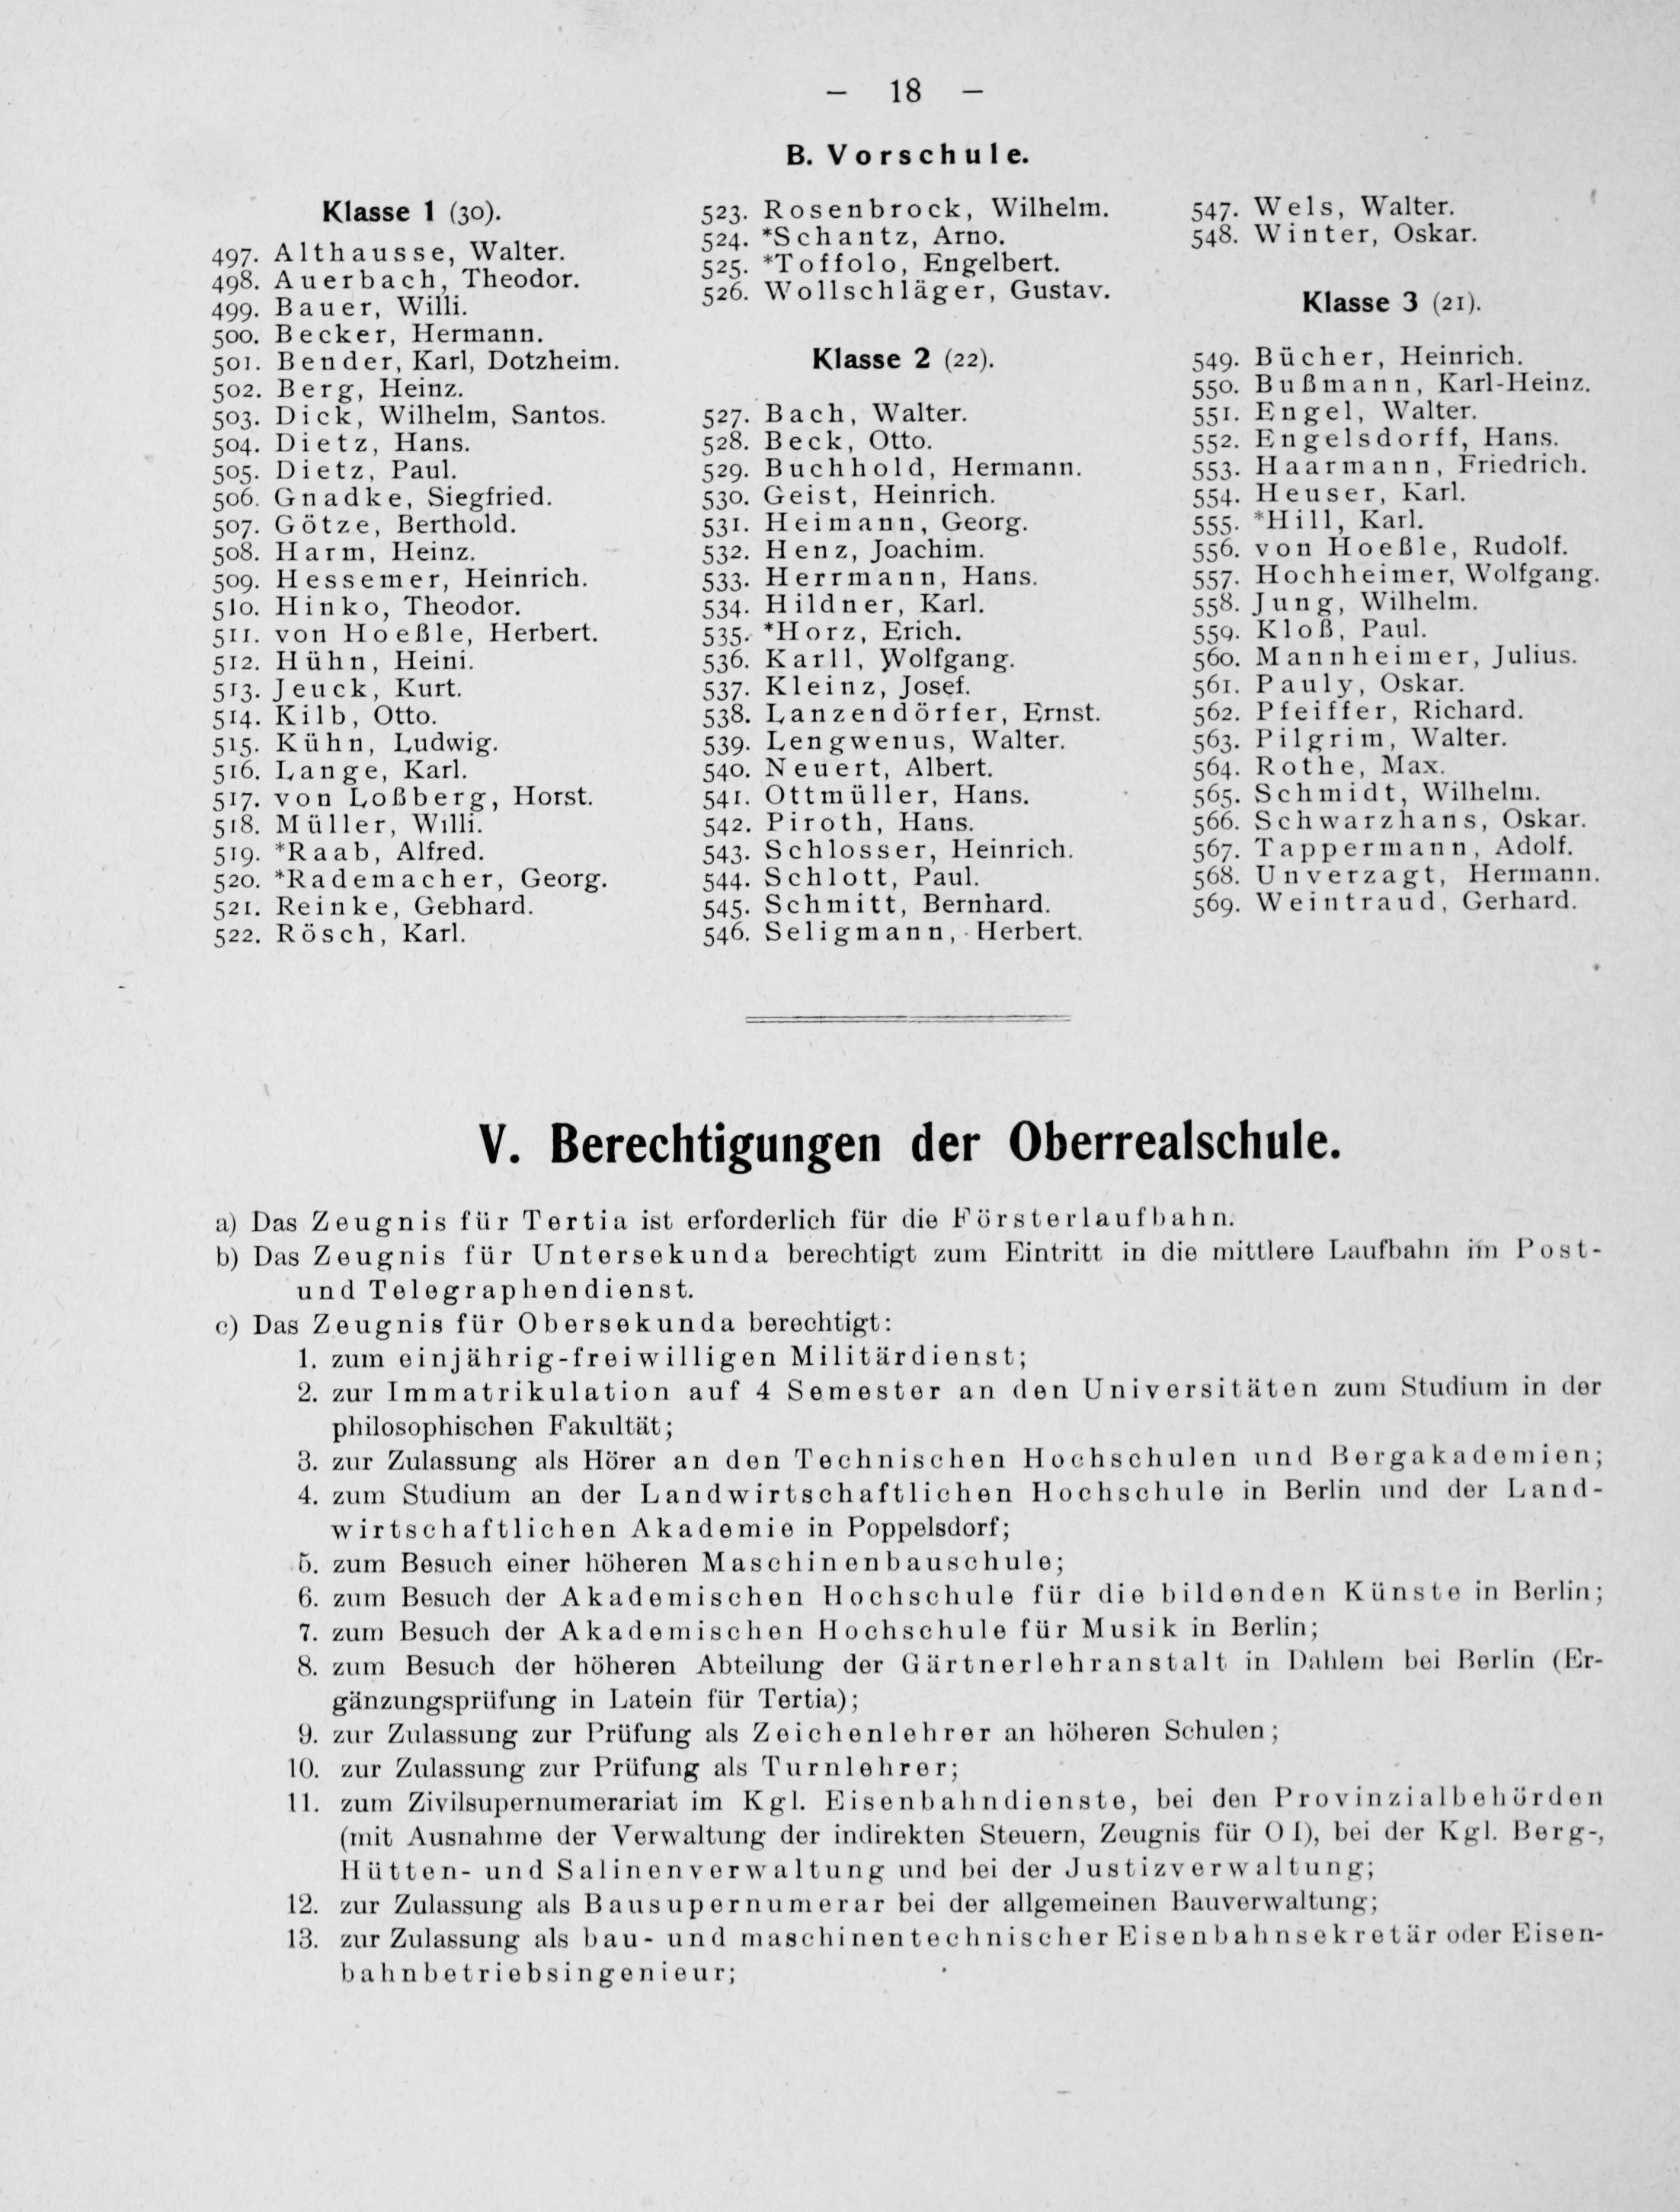 — 18 —
B. Vorschule.
Klasse 1 (30).
497. Althausse, Walter.
498. Auerbach, Theodor.
499. Bauer, Willi.
500. Becker, Hermann.
501. Bender, Karl, Dotzheim.
502. Berg, Heinz.
503. Dick, Wilhelm, Santos.
504. Dietz, Hans.
505. Dietz, Paul.
506. Gnadke, Siegfried.
507. Götze, Berthold.
508. Harm, Heinz.
509. Hessemer, Heinrich.
510. Hinko, Theodor.
511. von Hoeßle, Herbert.
512. Hühn, Heini.
513. Jeuck, Kurt.
514. Kilb, Otto.
515. Kühn, Ludwig.
516. Lange, Karl.
517. von Loßberg, Horst.
518. Müller, Willi.
519. *Raab, Alfred.
520. *Rademacher, Georg.
521. Reinke, Gebhard.
522. Rösch, Karl.
523. Rosenbrock, Wilhelm.
524. *Schantz, Arno.
525. *Toffolo, Engelbert.
526. Wollschläger, Gustav.
Klasse 2 (22).
527. Bach, Walter.
528. Beck, Otto.
529. Buchhold, Hermann.
530. Geist, Heinrich.
531. Heimann, Georg.
532. Henz, Joachim.
533. Herrmann, Hans.
534. Hildner, Karl.
535. *Horz, Erich.
536. Karll, Wolfgang.
537. Kleinz, Josef.
538. Lanzendörfer, Ernst.
539. Lengwenus, Walter.
540. Neuert, Albert.
541. Ottmüller, Hans.
542. Piroth, Hans.
543. Schlosser, Heinrich.
544. Schlott, Paul.
545. Schmitt, Bernhard.
546. Seligmann, Herbert.
547. Wels, Walter.
548. Winter, Oskar.
Klasse 3 (21).
549. Bücher, Heinrich.
550. Bußmann, Karl-Heinz.
551. Engel, Walter.
552. Engelsdorff, Hans.
553. Haarmann, Friedrich.
554. Heuser, Karl.
555. *Hill, Karl.
556. von Hoeßle, Rudolf.
557. Hochheimer, Wolfgang.
558. Jung, Wilhelm.
559. Kloß, Paul.
560. Mannheimer, Julius.
561. Pauly, Oskar.
562. Pfeiffer, Richard.
563. Pilgrim, Walter.
564. Rothe, Max.
565. Schmidt, Wilhelm.
566. Schwarzhans, Oskar.
567. Tappermann, Adolf.
568. Unverzagt, Hermann.
569. Weintraud, Gerhard.
V. Berechtigungen der Oberrealschule.
a) Das Zeugnis für Tertia ist erforderlich für die Försterlaufbahn.
b) Das Zeugnis für Untersekunda berechtigt zum Eintritt in die mittlere Laufbahn im Post-
und Telegraphendienst.
c) Das Zeugnis für Obersekunda berechtigt:
1. zum einjährig-freiwilligen Militärdienst;
2. zur Immatrikulation auf 4 Semester an den Universitäten zum Studium in der
philosophischen Fakultät;
3. zur Zulassung als Hörer an den Technischen Hochschulen und Bergakademien;
4. zum Studium an der Landwirtschaftlichen Hochschule in Berlin und der Land-
wirtschaftlichen Akademie in Poppelsdorf;
5. zum Besuch einer höheren Maschinenbauschule;
6. zum Besuch der Akademischen Hochschule für die bildenden Künste in Berlin;
7. zum Besuch der Akademischen Hochschule für Musik in Berlin;
8. zum Besuch der höheren Abteilung der Gärtnerlehranstalt in Dahlem bei Berlin (Er-
gänzungsprüfung in Latein für Tertia);
9. zur Zulassung zur Prüfung als Zeichenlehrer an höheren Schulen;
10. zur Zulassung zur Prüfung als Turnlehrer;
11. zum Zivilsupernumerariat im Kgl. Eisenbahndienste, bei den Provinzialbehörden
(mit Ausnahme der Verwaltung der indirekten Steuern, Zeugnis für O I), bei der Kgl. Berg-,
Hütten- und Salinenverwaltung und bei der Justizverwaltung;
12. zur Zulassung als Bausupernumerar bei der allgemeinen Bauverwaltung;
13. zur Zulassung als bau- und maschinentechnischer Eisenbahnsekretär oder Eisen-
bahnbetriebsingenieur;